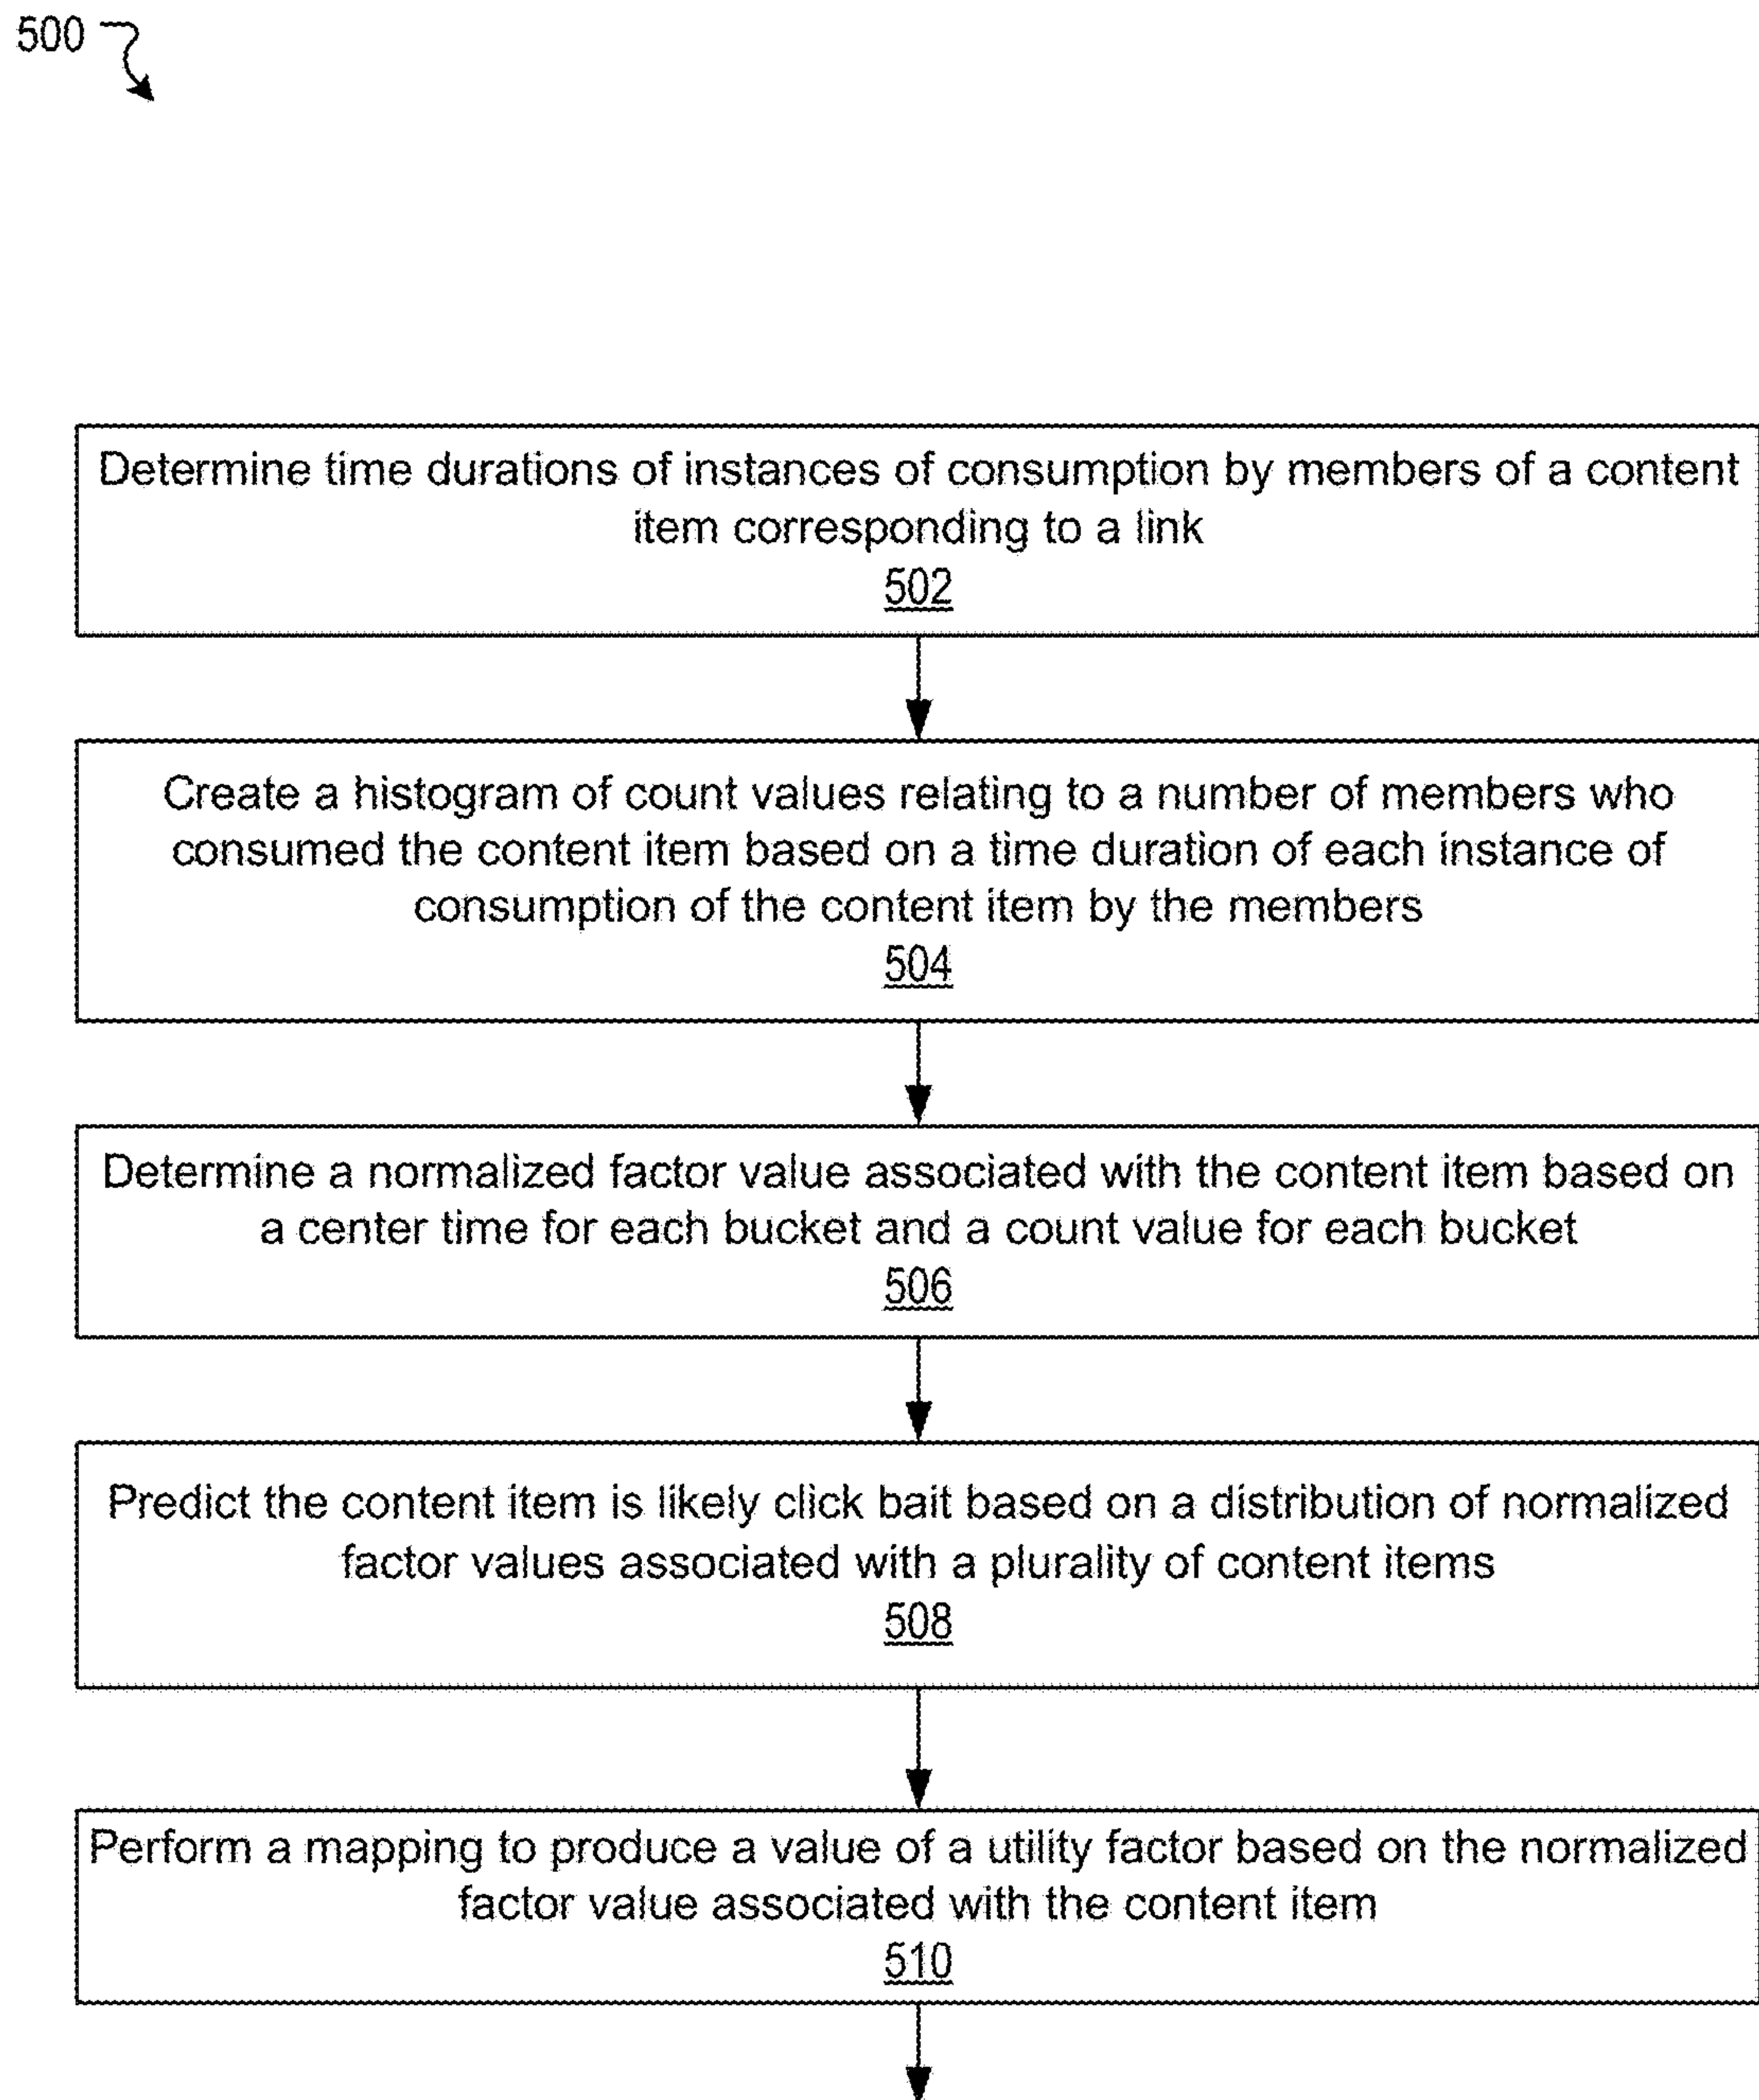 500
Determine time durations of instances of consumption by members of a content
item corresponding to a link
502
Create a histogram of count values relating to a number of members who
consumed the content item based on a time duration of each instance of
consumption of the content item by the members
504
Determine a normalized factor value associated with the content item based on
a center time for each bucket and a count value for each bucket
506
Predict the content item is likely click bait based on a distribution of normalized
factor values associated with a plurality of content items
508
Perform a mapping to produce a value of a utility factor based on the normalized
factor value associated with the content item
510